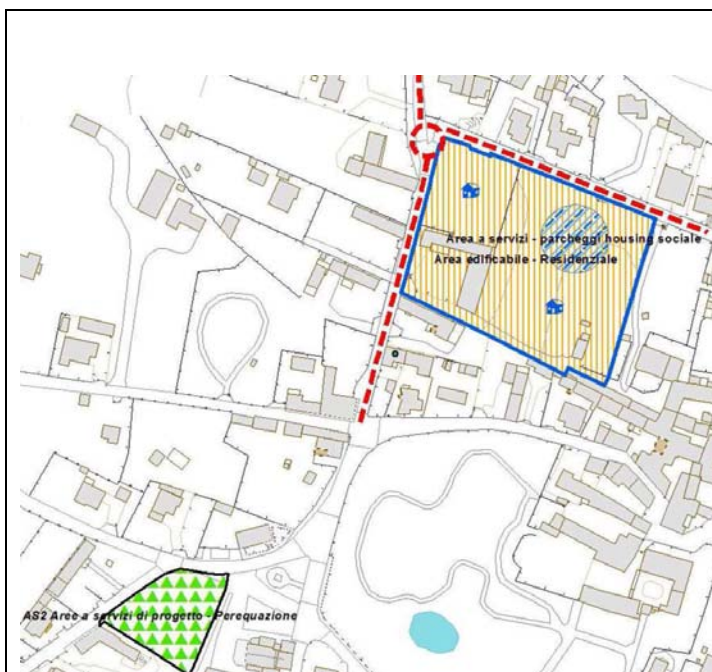 Area a servizi - parcheggi housing sociale
Area edificabile - Residenziale
AS2 Aree a servizi di progetto - Perequazione